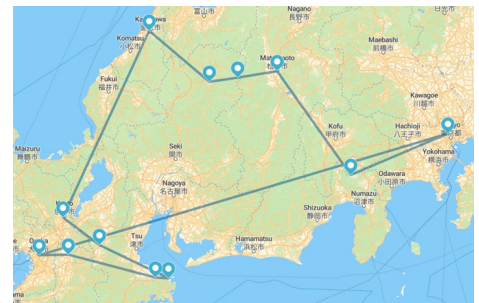 富山市
Nagano
長野市
日光市
Komatsu
小松市
Maebashi
前橋市
Fukui
福井市
Kawagoe
川越市
Kofu
甲府市
Hachioji
八王子市
Maizuru
舞鶴市
Seki
関市
Yokohama
横浜市
Odawara
小田原市
Nagoya
名古屋市
Numazu
沼津市
Shizuoka
静岡市
Tsu
津市
Hamamatsu
浜松市